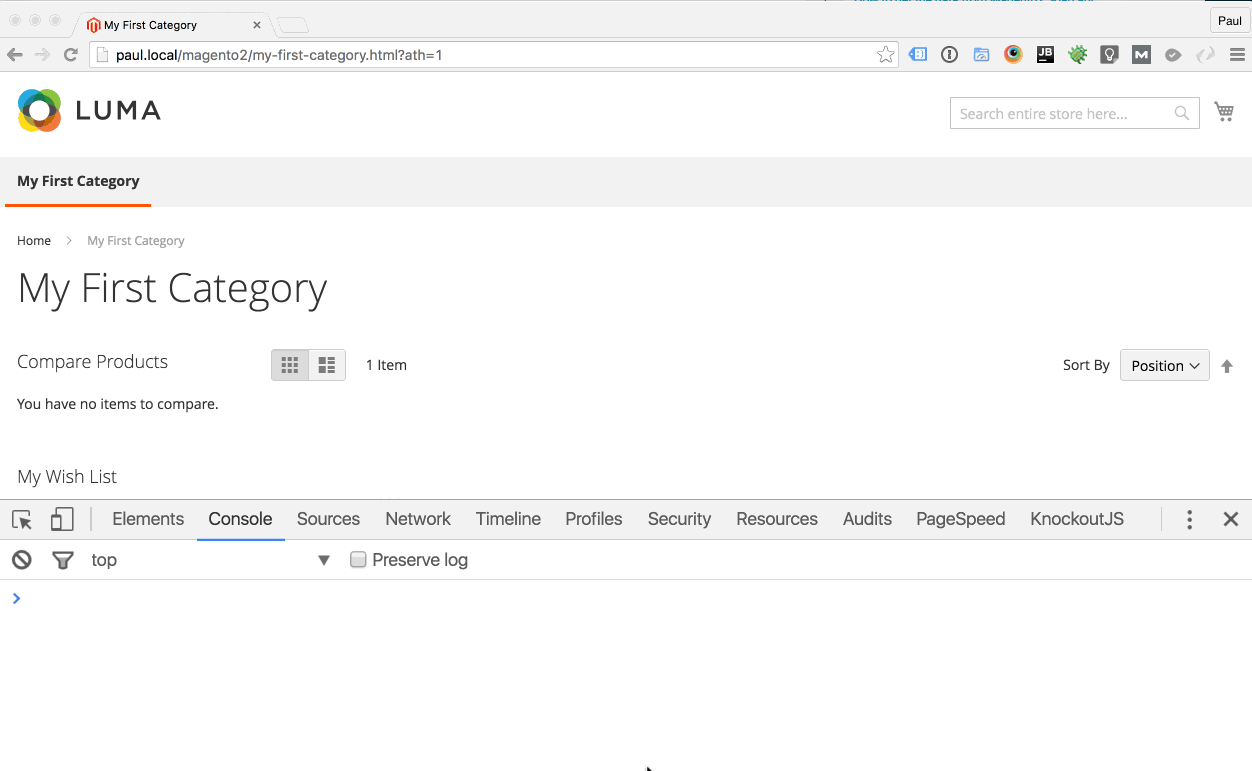 My First Category
Paul
paul.local/magento2/my-first-category.html?ath=1
JB
M
LUMA
Search entire store here...
My First Category
Home > My First Category
My First Category
Compare Products
1 Item
Sort By Position
You have no items to compare.
My Wish List
Elements Console Sources Network Timeline Profiles Security Resources Audits PageSpeed KnockoutJS
top Preserve log